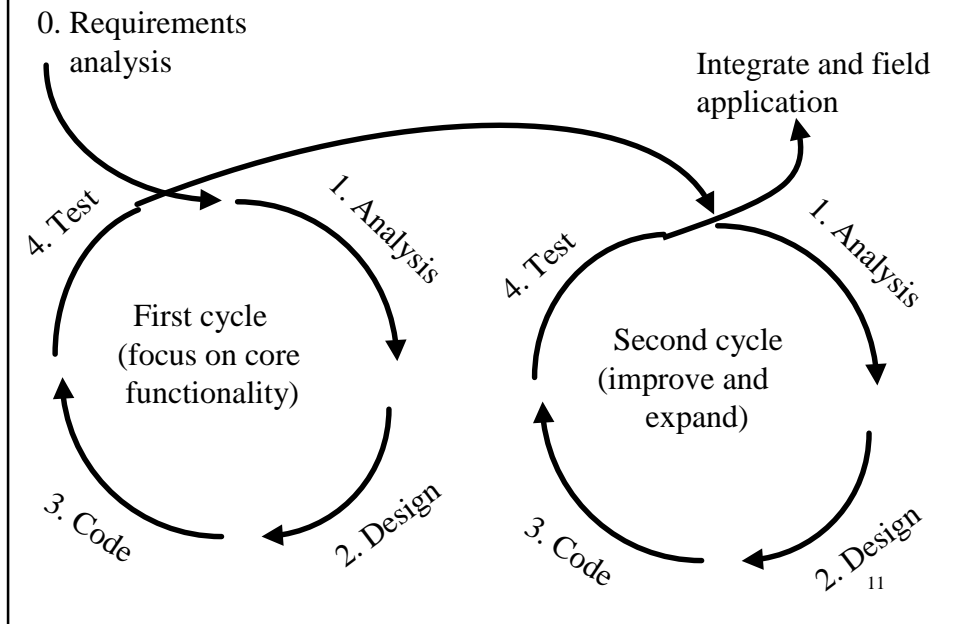 0. Requirements
analysis
Integrate and field
application
4. Test
1. Analysis
First cycle
(focus on core
functionality)
3. Code
2. Design
4. Test
1. Analysis
Second cycle
(improve and
expand)
3. Code
2. Design
11